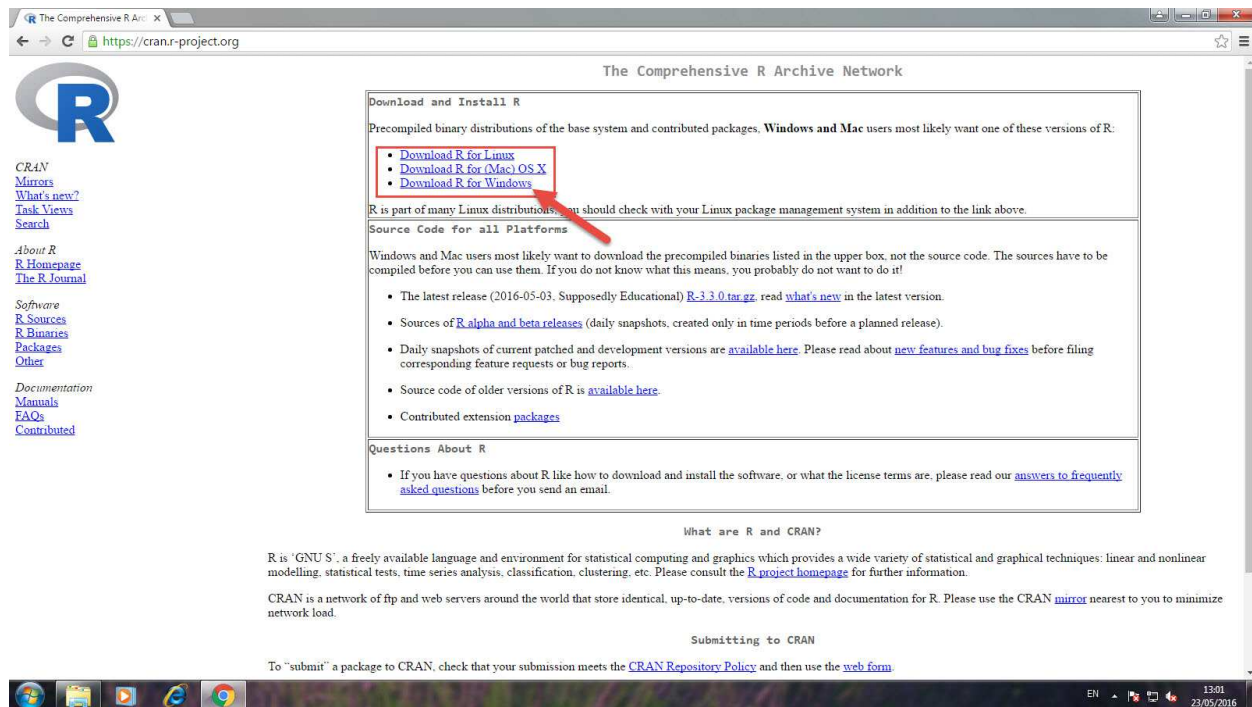 The Comprehensive R Arc
https://cran.r-project.org
R
CRAN
Mirrors
What's new?
Task Views
Search
About R
R Homepage
The R Journal
Software
R Sources
R Binaries
Packages
Other
Documentation
Manuals
FAQs
Contributed
The Comprehensive R Archive Network
Download and Install R
Precompiled binary distributions of the base system and contributed packages, Windows and Mac users most likely want one of these versions of R:
• Download R for Linux
• Download R for (Mac) OS X
• Download R for Windows
R is part of many Linux distributions, you should check with your Linux package management system in addition to the link above.
Source Code for all Platforms
Windows and Mac users most likely want to download the precompiled binaries listed in the upper box, not the source code. The sources have to be
compiled before you can use them. If you do not know what this means, you probably do not want to do it!
• The latest release (2016-05-03, Supposedly Educational) R-3.3.0.tar.gz, read what's new in the latest version.
• Sources of R alpha and beta releases (daily snapshots, created only in time periods before a planned release).
• Daily snapshots of current patched and development versions are available here. Please read about new features and bug fixes before filing
corresponding feature requests or bug reports.
• Source code of older versions of R is available here.
• Contributed extension packages
Questions About R
• If you have questions about R like how to download and install the software, or what the license terms are, please read our answers to frequently
asked questions before you send an email.
What are R and CRAN?
R is 'GNU S', a freely available language and environment for statistical computing and graphics which provides a wide variety of statistical and graphical techniques: linear and nonlinear
modelling, statistical tests, time series analysis, classification, clustering, etc. Please consult the R project homepage for further information.
CRAN is a network of ftp and web servers around the world that store identical, up-to-date, versions of code and documentation for R. Please use the CRAN mirror nearest to you to minimize
network load.
Submitting to CRAN
To "submit" a package to CRAN, check that your submission meets the CRAN Repository Policy and then use the web form.
EN
13:01
23/05/2016